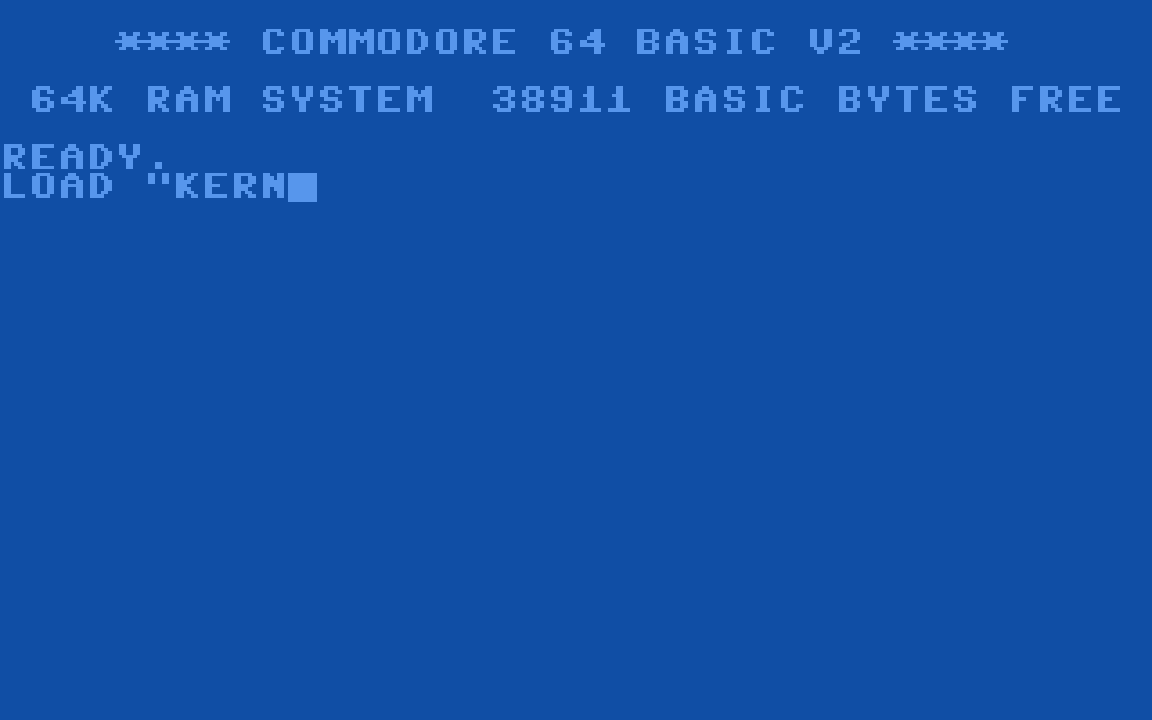 **** COMMODORE 64 BASIC V2 ****
64K RAM SYSTEM  38911 BASIC BYTES FREE
READY.
LOAD "KERN